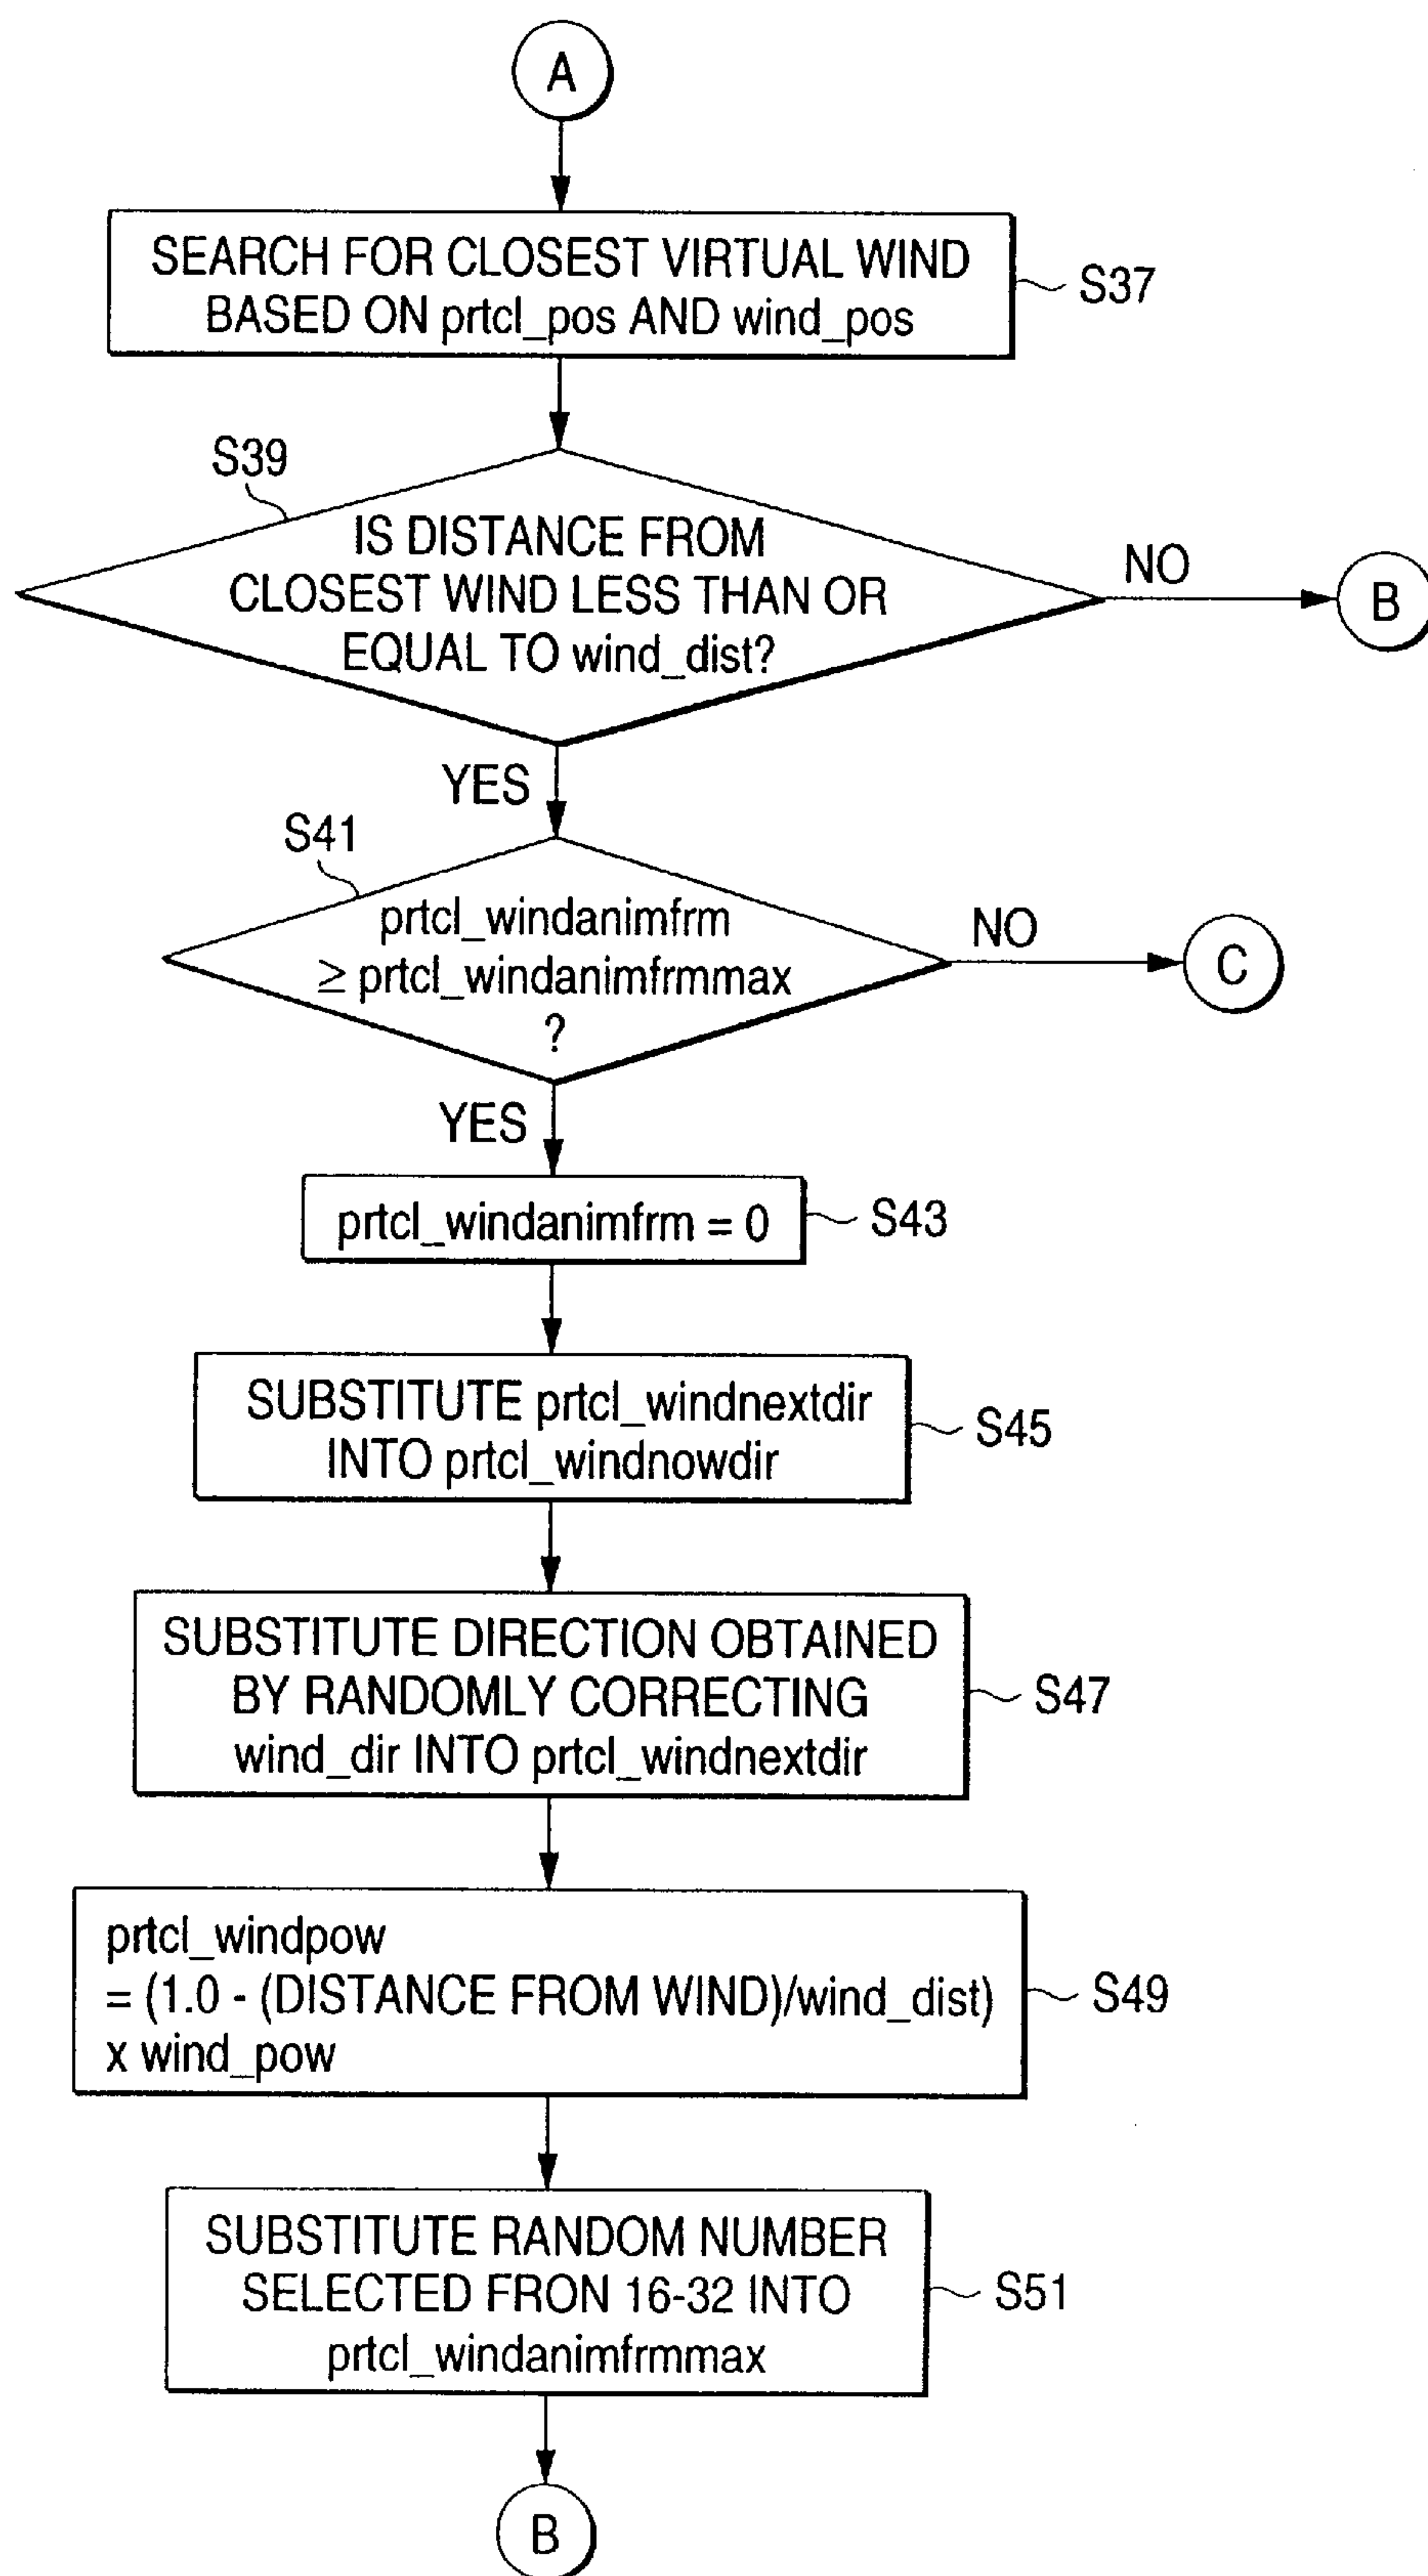 A
SEARCH FOR CLOSEST VIRTUAL WIND
BASED ON prtcl_pos AND wind_pos
S37
S39
IS DISTANCE FROM
CLOSEST WIND LESS THAN OR
EQUAL TO wind_dist?
NO
B
YES
S41
prtcl_windanimfrm
≥ prtcl_windanimfrmmax
?
NO
C
YES
prtcl_windanimfrm = 0
S43
SUBSTITUTE prtcl_windnextdir
INTO prtcl_windnowdir
S45
SUBSTITUTE DIRECTION OBTAINED
BY RANDOMLY CORRECTING
wind_dir INTO prtcl_windnextdir
S47
prtcl_windpow
= (1.0 - (DISTANCE FROM WIND)/wind_dist)
x wind_pow
S49
SUBSTITUTE RANDOM NUMBER
SELECTED FRON 16-32 INTO
prtcl_windanimfrmmax
S51
B